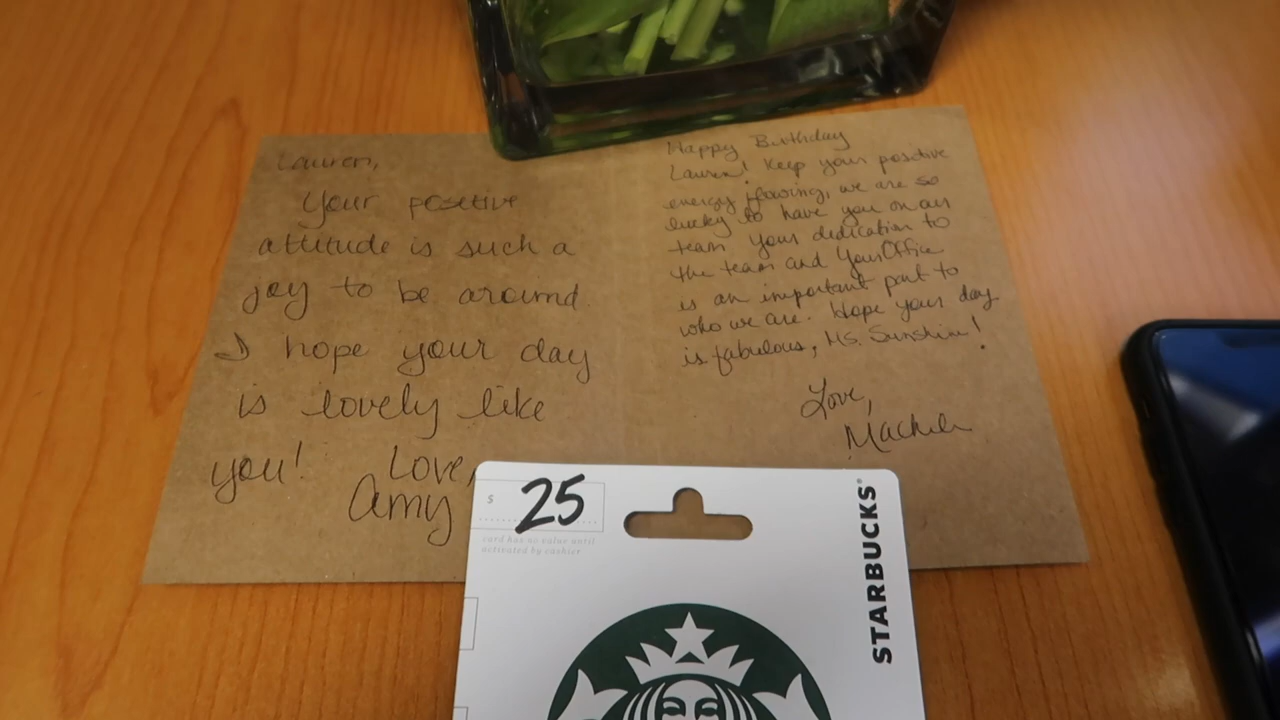 Lauren,
Your positive
attitude is such a
joy to be around.
I hope your day
is lovely like
you! Love,
Amy
Happy Birthday
Lauren! Keep your positive
energy flowing, we are so
lucky to have you on our
team. Your dedication to
the team and YourOffice
is an important part to
who we are. Hope your day
is fabulous, Ms. Sunshine!
Love,
$ 25
card has no value until
activated by cashier
STARBUCKS®